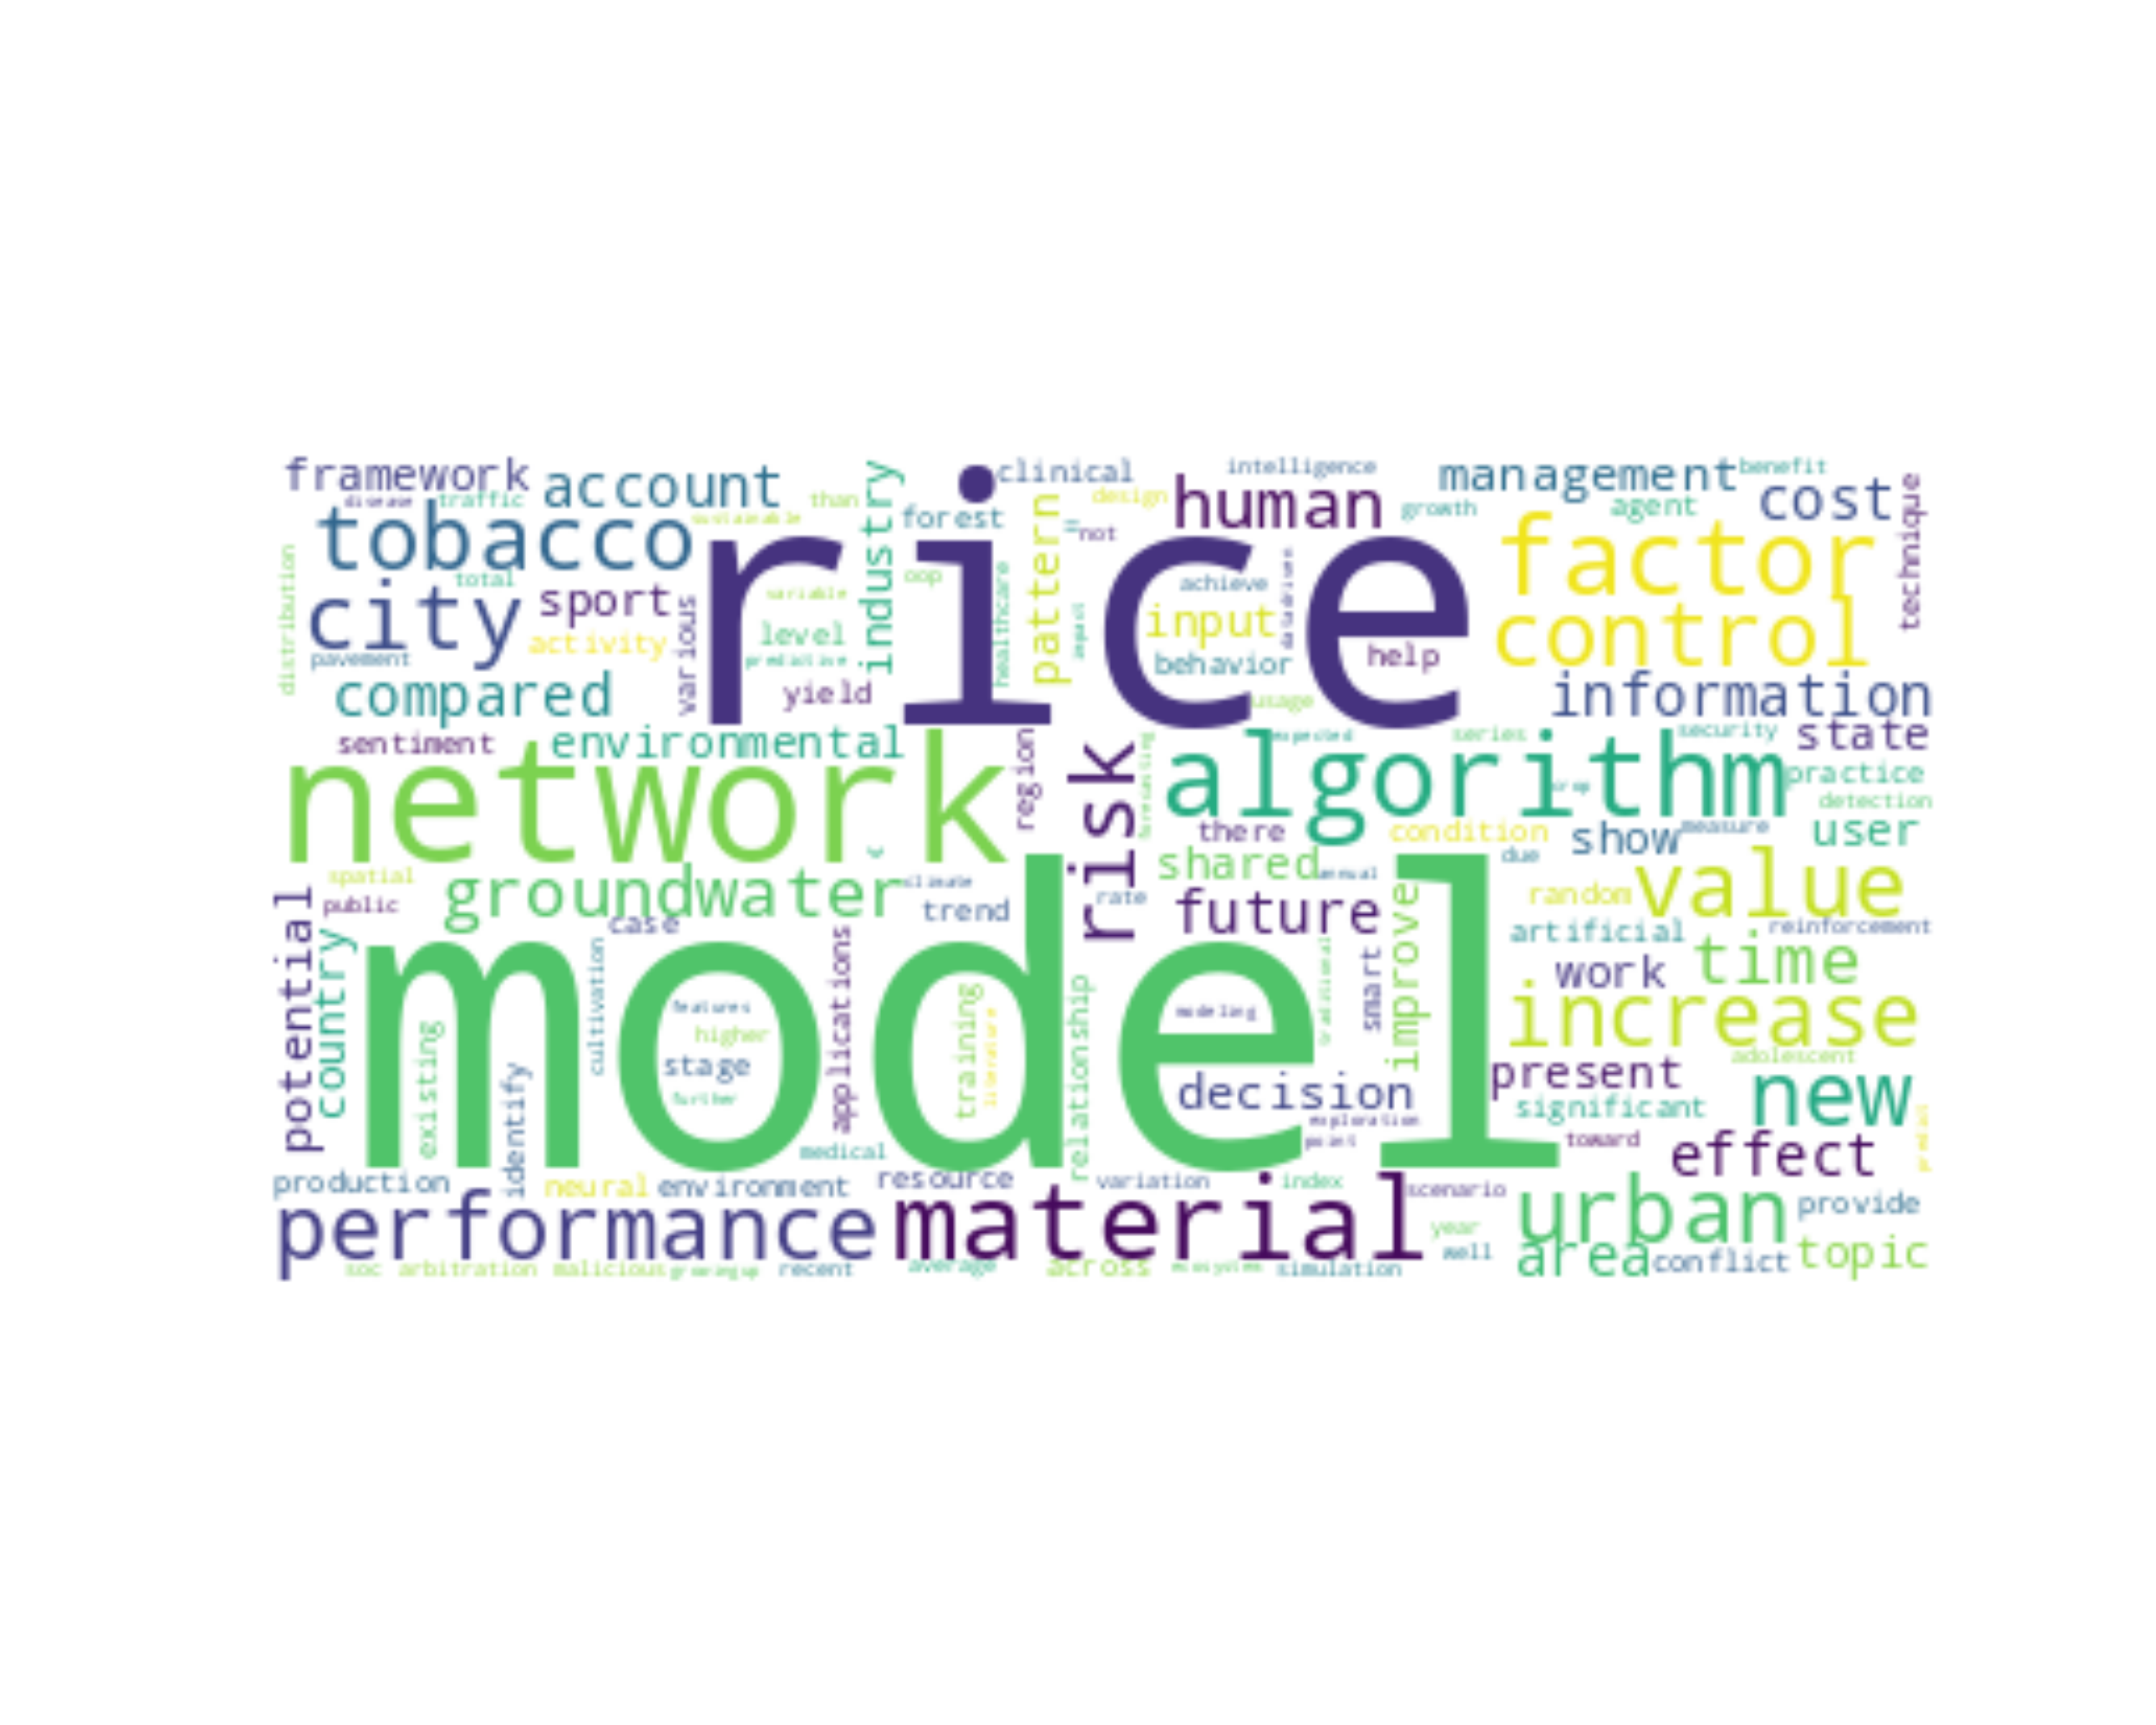 framework
account
industry
clinical
intelligence
management
benefit
disease
traffic
than
forest
pattern
design
human
growth
agent
cost
technique
tobacco
sustainable
rice
=
not
factor
distribution
total
oop
healthcare
achieve
city
sport
various
variable
impact
input
control
activity
level
pavement
predictive
behavior
help
compared
yield
usage
information
sentiment
environmental
region
risk
forecasting
expected
series
security
state
network
algorithm
crop
practice
detection
there
condition
show
measure
user
spatial
groundwater
climate
shared
annual
due
value
potential
public
case
trend
rate
future
improve
random
artificial
reinforcement
country
cultivation
applications
model
traditional
smart
work
time
existing
identify
features
higher
stage
further
training
literature
relationship
modeling
decision
increase
adolescent
present
new
significant
exploration
point
toward
effect
predict
medical
production
neural
environment
resource
variation
index
scenario
urban
provide
performance
material
year
well
area
conflict
topic
soc
arbitration
malicious
recent
average
across
ecosystem
simulation